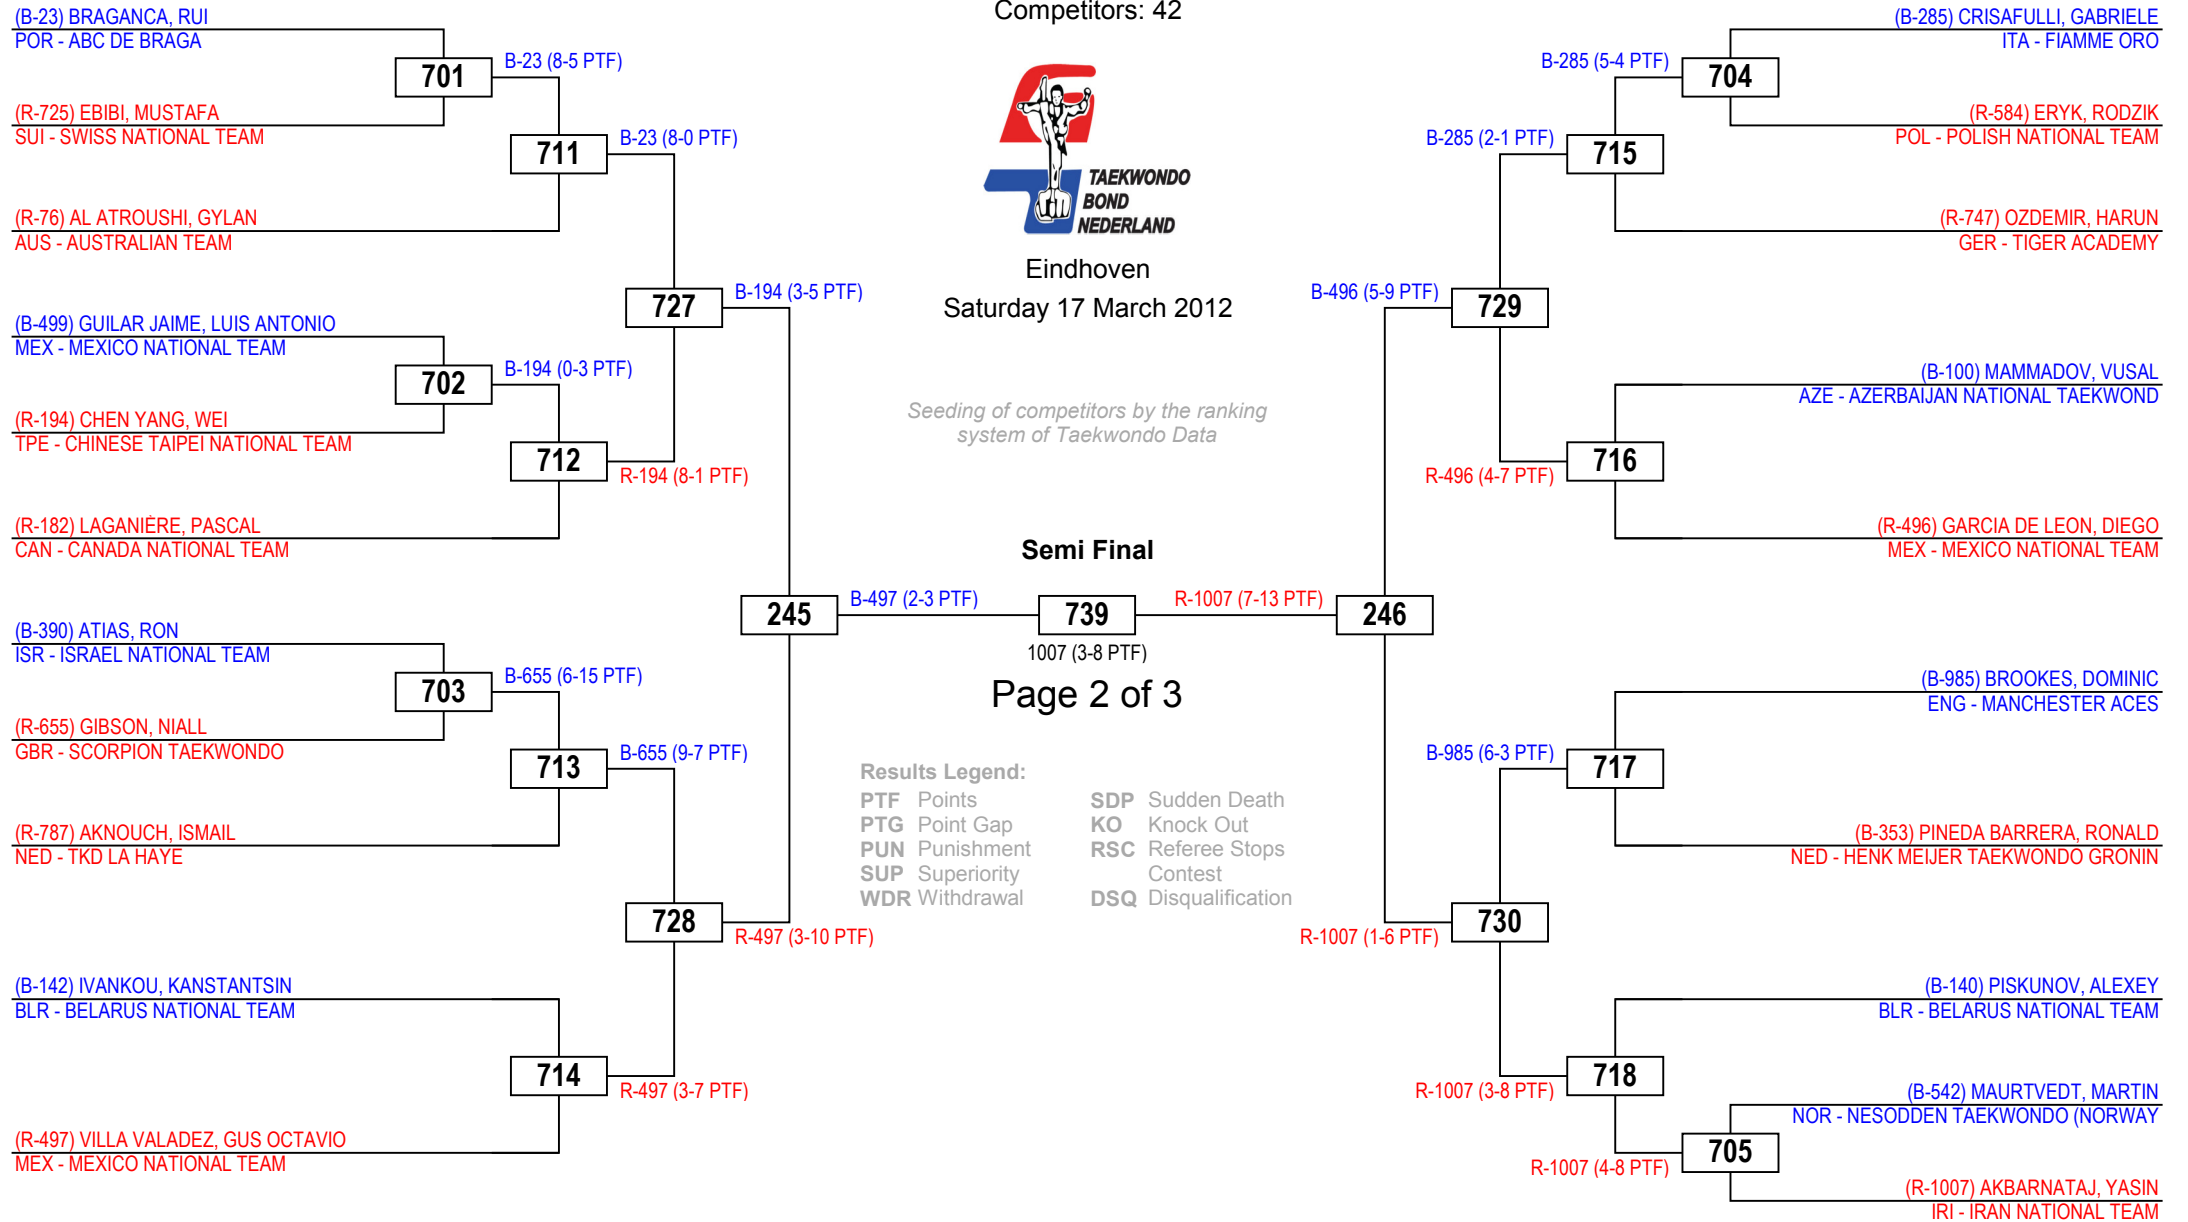 Competitors: 42
TAEKWONDO
BOND
NEDERLAND
Eindhoven
Saturday 17 March 2012
Seeding of competitors by the ranking
system of Taekwondo Data
(B-23) BRAGANCA, RUI
POR - ABC DE BRAGA
701
B-23 (8-5 PTF)
(R-725) EBIBI, MUSTAFA
SUI - SWISS NATIONAL TEAM
711
B-23 (8-0 PTF)
(R-76) AL ATROUSHI, GYLAN
AUS - AUSTRALIAN TEAM
727
B-194 (3-5 PTF)
(B-499) GUILAR JAIME, LUIS ANTONIO
MEX - MEXICO NATIONAL TEAM
702
B-194 (0-3 PTF)
(R-194) CHEN YANG, WEI
TPE - CHINESE TAIPEI NATIONAL TEAM
712
R-194 (8-1 PTF)
(R-182) LAGANIÈRE, PASCAL
CAN - CANADA NATIONAL TEAM
245
B-497 (2-3 PTF)
(B-390) ATIAS, RON
ISR - ISRAEL NATIONAL TEAM
703
B-655 (6-15 PTF)
(R-655) GIBSON, NIALL
GBR - SCORPION TAEKWONDO
713
B-655 (9-7 PTF)
(R-787) AKNOUCH, ISMAIL
NED - TKD LA HAYE
728
R-497 (3-10 PTF)
(B-142) IVANKOU, KANSTANTSIN
BLR - BELARUS NATIONAL TEAM
714
R-497 (3-7 PTF)
(R-497) VILLA VALADEZ, GUS OCTAVIO
MEX - MEXICO NATIONAL TEAM
Semi Final
739
1007 (3-8 PTF)
Page 2 of 3
Results Legend:
PTF Points
PTG Point Gap
PUN Punishment
SUP Superiority
WDR Withdrawal
SDP Sudden Death
KO Knock Out
RSC Referee Stops
Contest
DSQ Disqualification
(B-285) CRISAFULLI, GABRIELE
ITA - FIAMME ORO
B-285 (5-4 PTF)
704
(R-584) ERYK, RODZIK
POL - POLISH NATIONAL TEAM
B-285 (2-1 PTF)
715
(R-747) OZDEMIR, HARUN
GER - TIGER ACADEMY
B-496 (5-9 PTF)
729
(B-100) MAMMADOV, VUSAL
AZE - AZERBAIJAN NATIONAL TAEKWOND
716
R-496 (4-7 PTF)
(R-496) GARCIA DE LEON, DIEGO
MEX - MEXICO NATIONAL TEAM
R-1007 (7-13 PTF)
246
(B-985) BROOKES, DOMINIC
ENG - MANCHESTER ACES
B-985 (6-3 PTF)
717
(B-353) PINEDA BARRERA, RONALD
NED - HENK MEIJER TAEKWONDO GRONIN
730
R-1007 (1-6 PTF)
(B-140) PISKUNOV, ALEXEY
BLR - BELARUS NATIONAL TEAM
718
R-1007 (3-8 PTF)
(B-542) MAURTVEDT, MARTIN
NOR - NESODDEN TAEKWONDO (NORWAY
705
R-1007 (4-8 PTF)
(R-1007) AKBARNATAJ, YASIN
IRI - IRAN NATIONAL TEAM